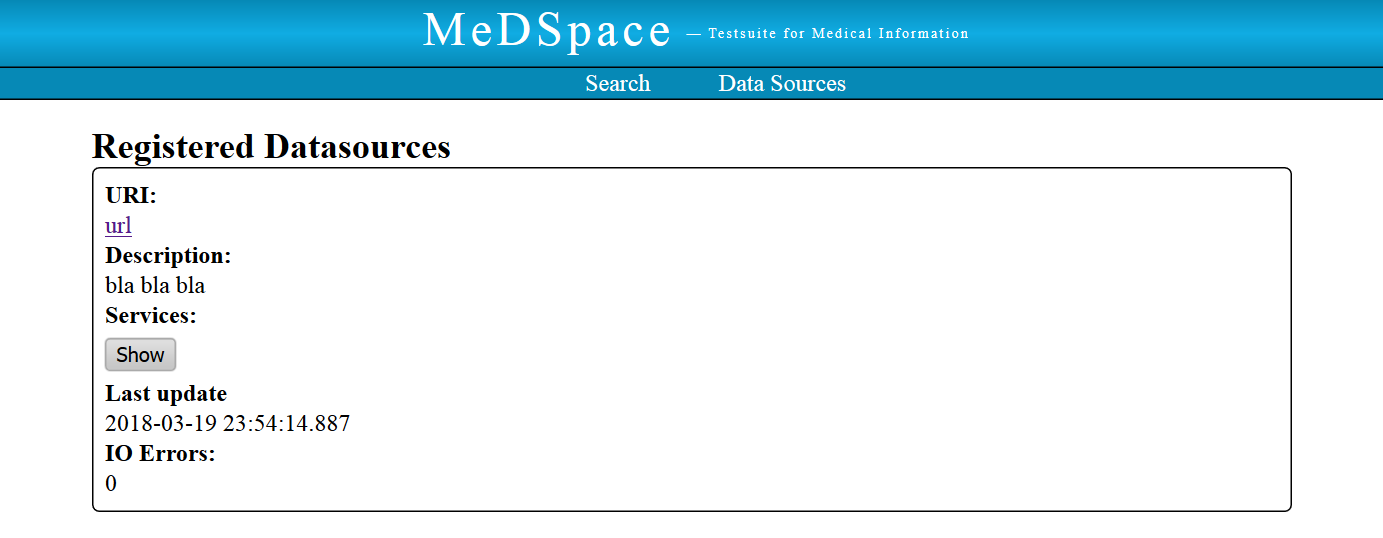 MeDSpace — Testsuite for Medical Information
Search Data Sources
Registered Datasources
URI:
url
Description:
bla bla bla
Services:
Show
Last update
2018-03-19 23:54:14.887
IO Errors:
0